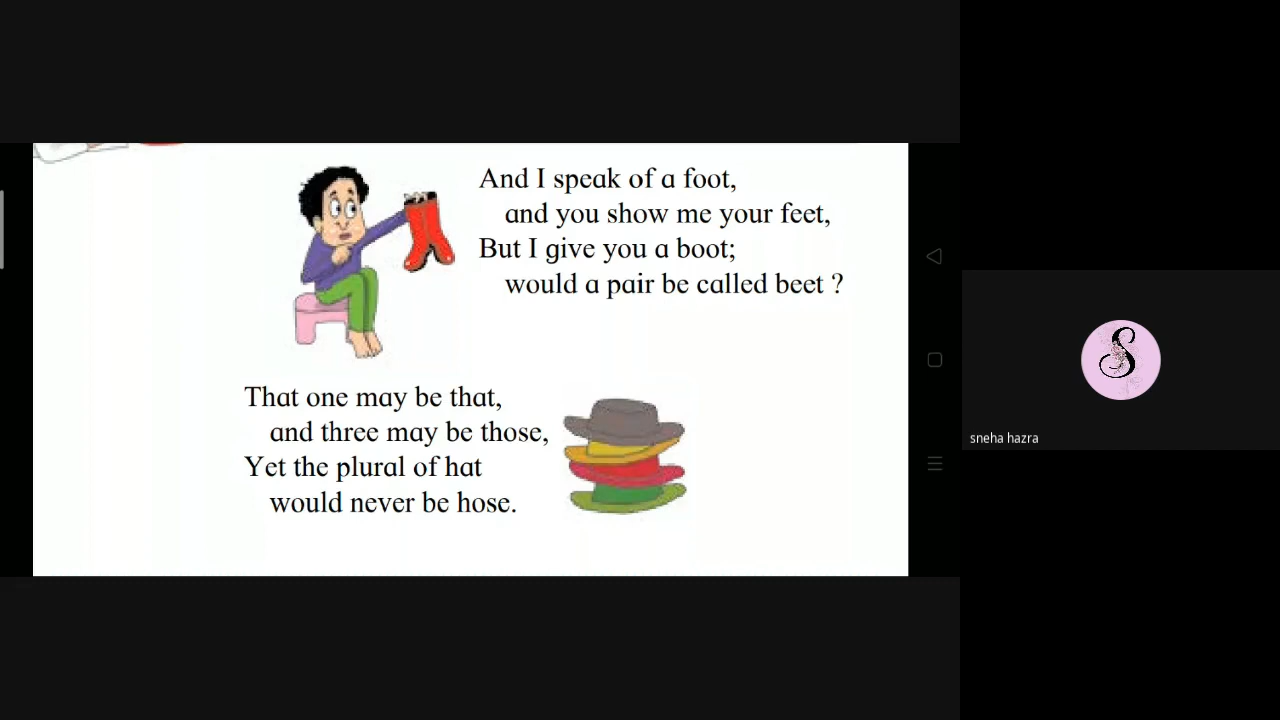 And I speak of a foot,
and you show me your feet,
But I give you a boot;
would a pair be called beet ?
That one may be that,
and three may be those,
Yet the plural of hat
would never be hose.
S
sneha hazra